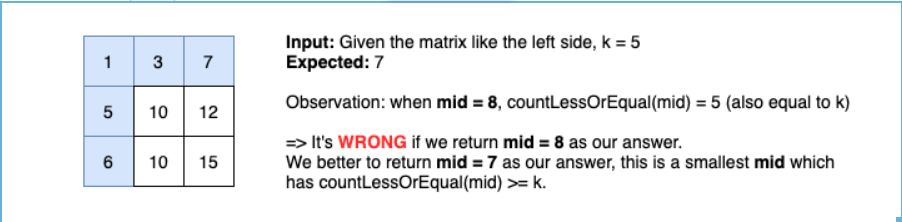 1 3 7
5 10 12
6 10 15
Input: Given the matrix like the left side, k = 5
Expected: 7
Observation: when mid = 8, countLessOrEqual(mid) = 5 (also equal to k)
=> It's WRONG if we return mid = 8 as our answer.
We better to return mid = 7 as our answer, this is a smallest mid which
has countLessOrEqual(mid) >= k.